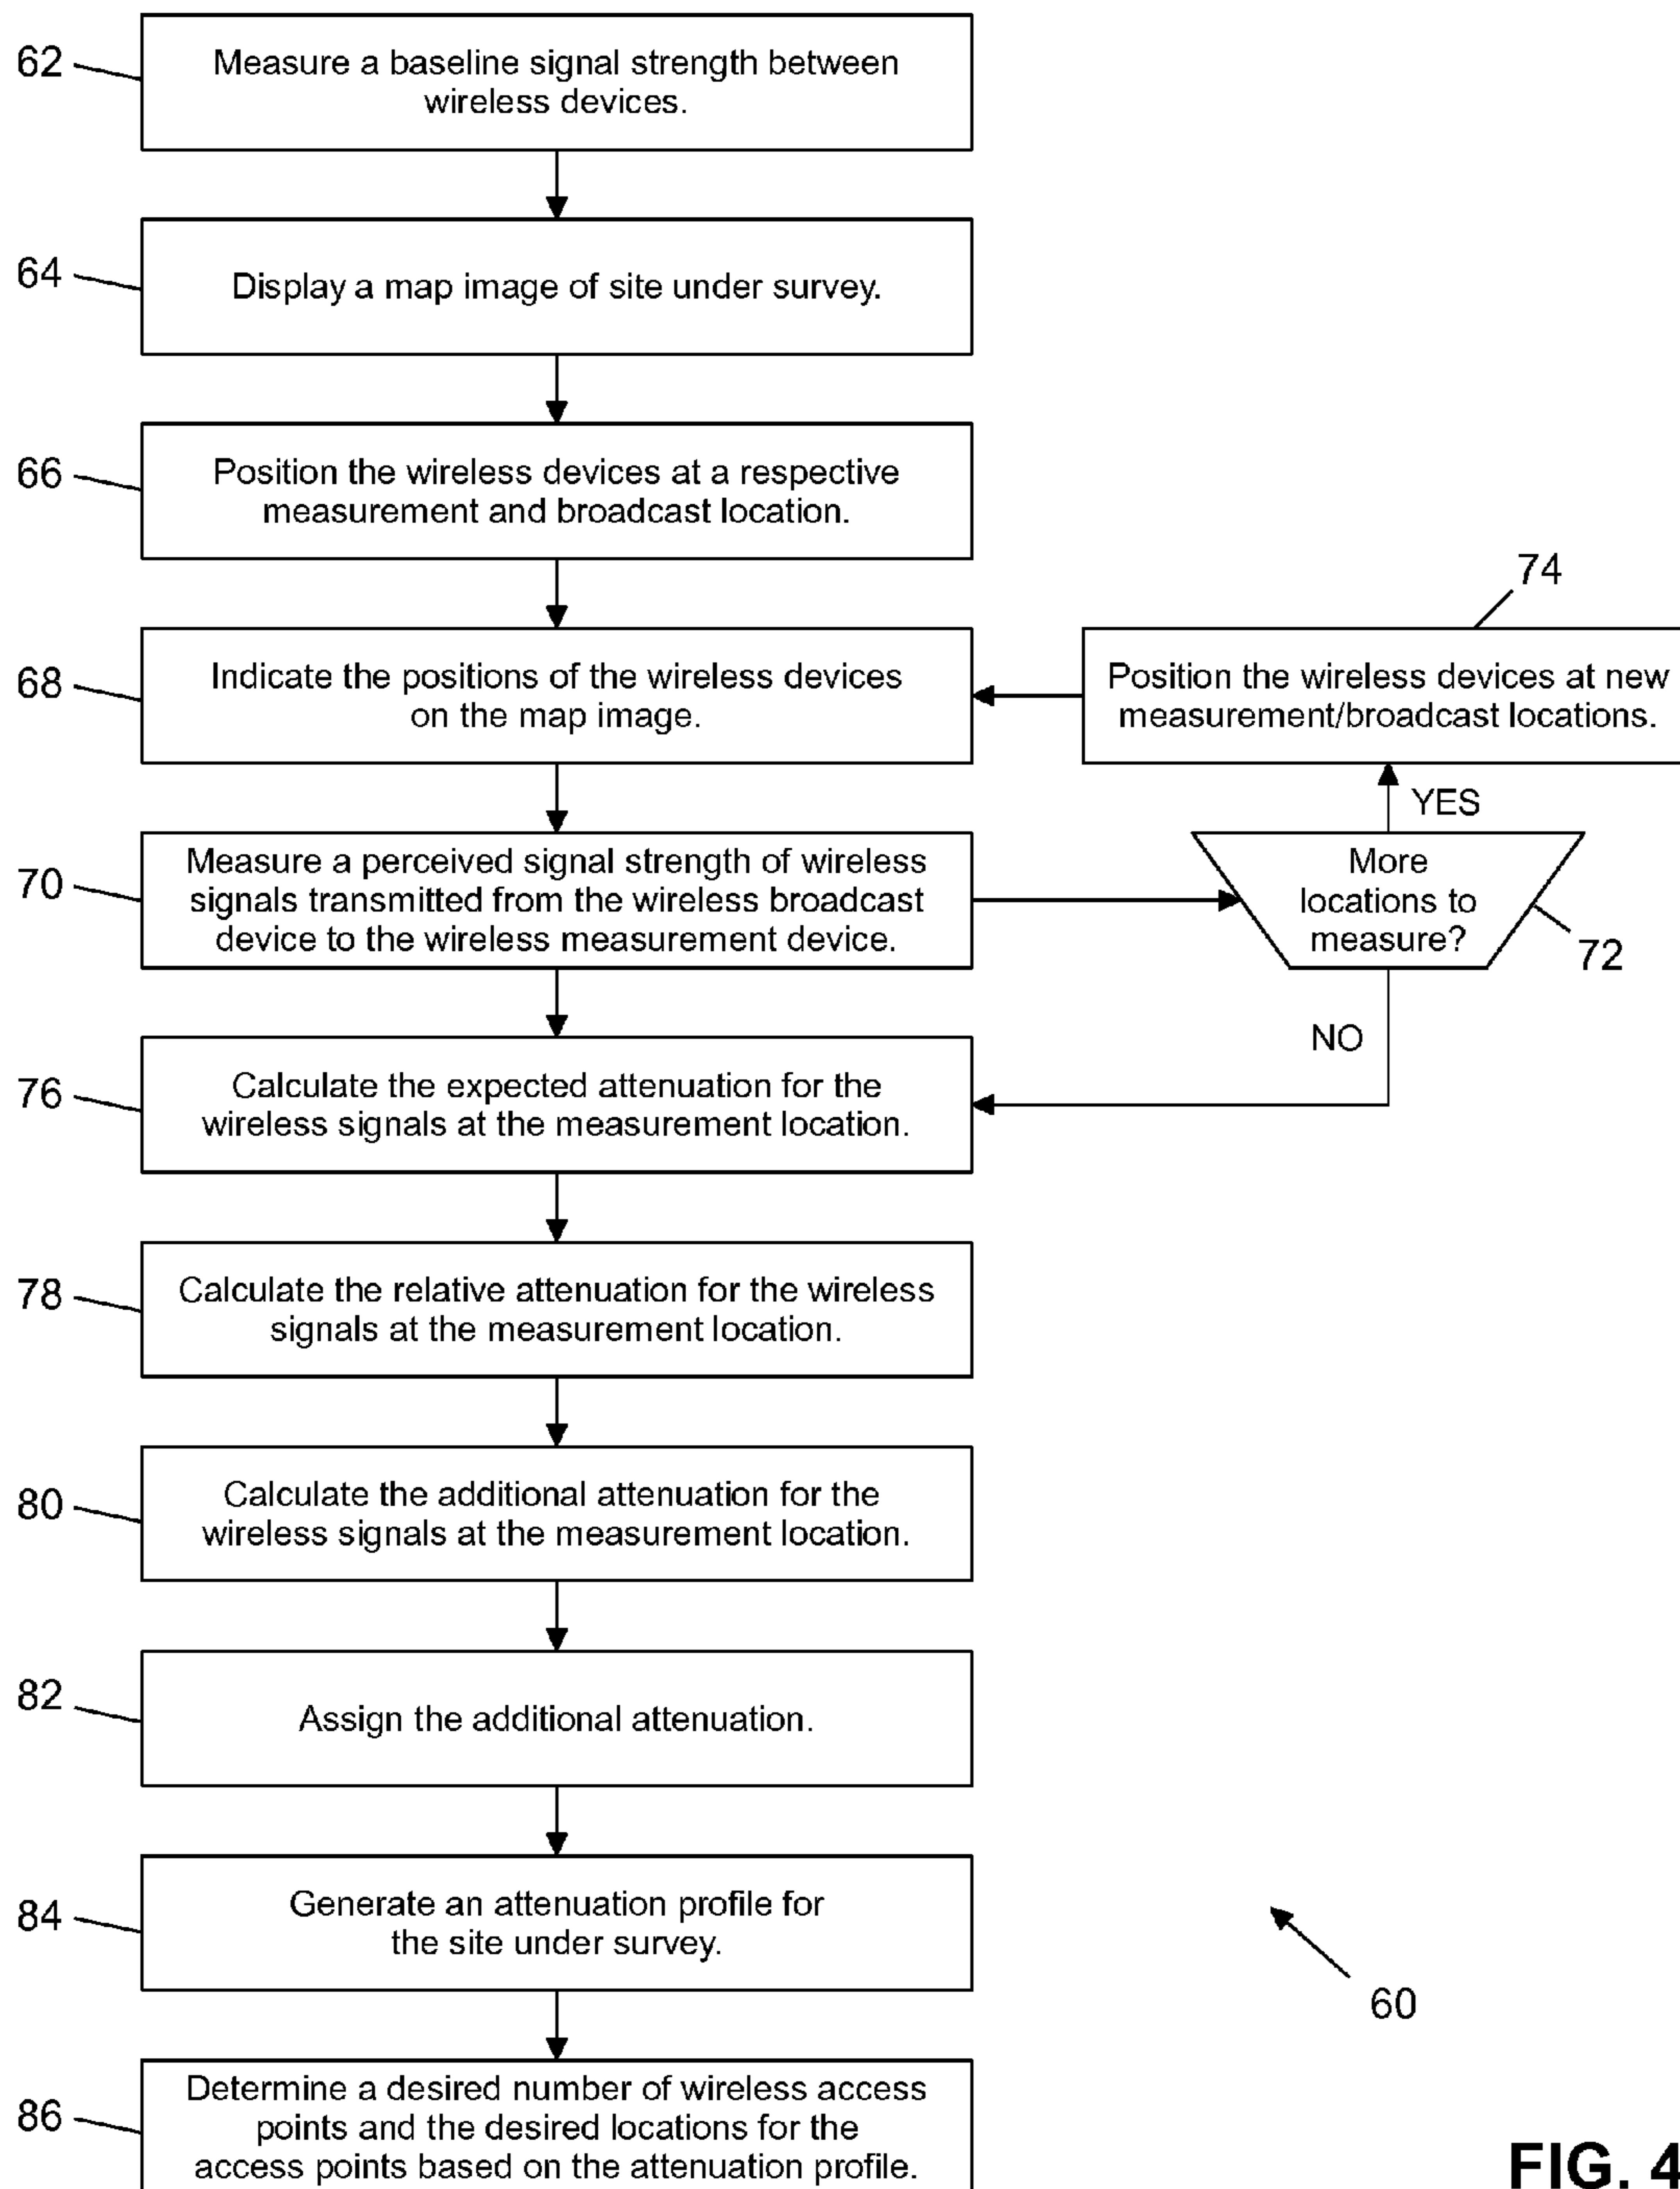 62
Measure a baseline signal strength between
wireless devices.
64
Display a map image of site under survey.
66
Position the wireless devices at a respective
measurement and broadcast location.
74
68
Indicate the positions of the wireless devices
on the map image.
Position the wireless devices at new
measurement/broadcast locations.
YES
70
Measure a perceived signal strength of wireless
signals transmitted from the wireless broadcast
device to the wireless measurement device.
More
locations to
measure?
72
NO
76
Calculate the expected attenuation for the
wireless signals at the measurement location.
78
Calculate the relative attenuation for the wireless
signals at the measurement location.
80
Calculate the additional attenuation for the
wireless signals at the measurement location.
82
Assign the additional attenuation.
84
Generate an attenuation profile for
the site under survey.
60
86
Determine a desired number of wireless access
points and the desired locations for the
access points based on the attenuation profile.
FIG. 4